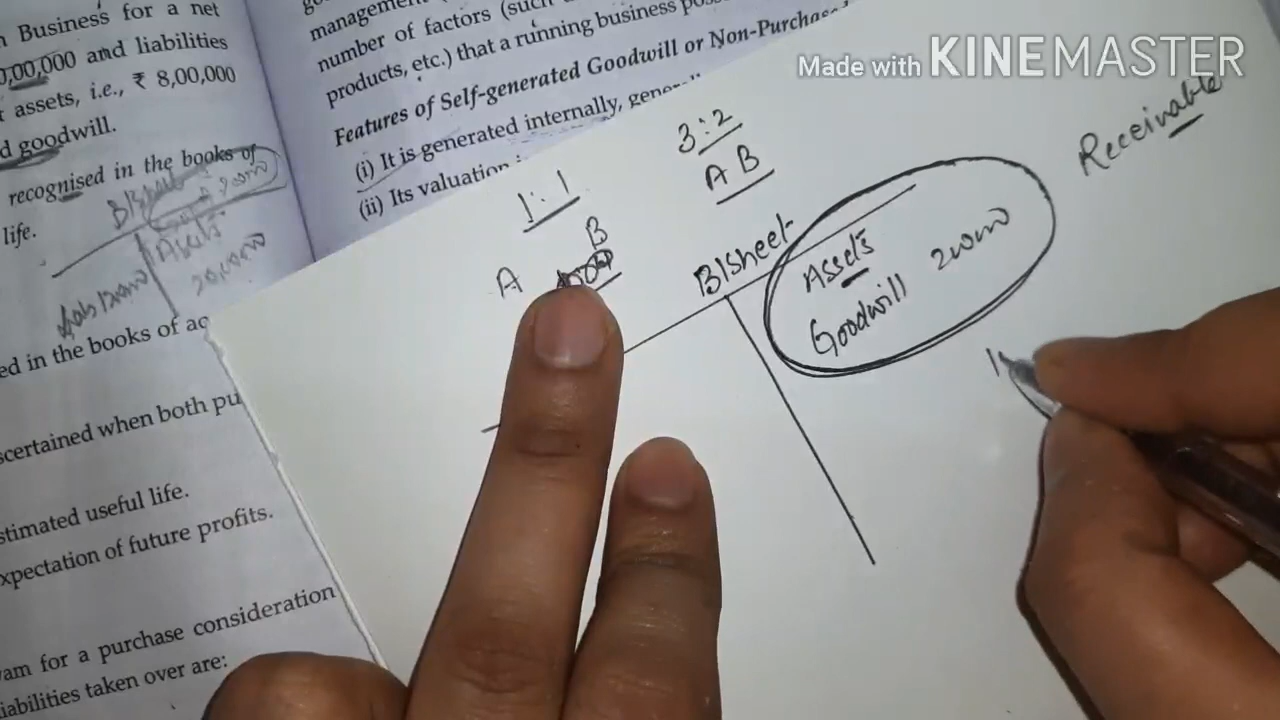 n Business for a net
0,00,000 and liabilities
t assets, i.e., ₹ 8,00,000
d goodwill.
recognised in the books of
life.
B/Sheet
Assets
ed in the books of ac
scertained when both pu
stimated useful life.
xpectation of future profits.
am for a purchase consideration
iabilities taken over are:
management
number of factors (such
products, etc.) that a running business pos
Features of Self-generated Goodwill or Non-Purchased
(i) It is generated internally, gener
(ii) Its valuation
Made with KINEMASTER
1:1
A B
3:2
A B
B/Sheet
Assets
Goodwill
Receivable